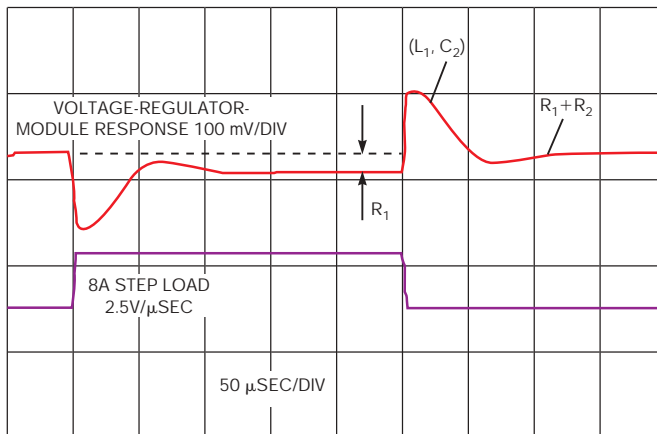 (L₁, C₂)
VOLTAGE-REGULATOR-
MODULE RESPONSE 100 mV/DIV
R₁+R₂
R₁
8A STEP LOAD
2.5V/μSEC
50 μSEC/DIV